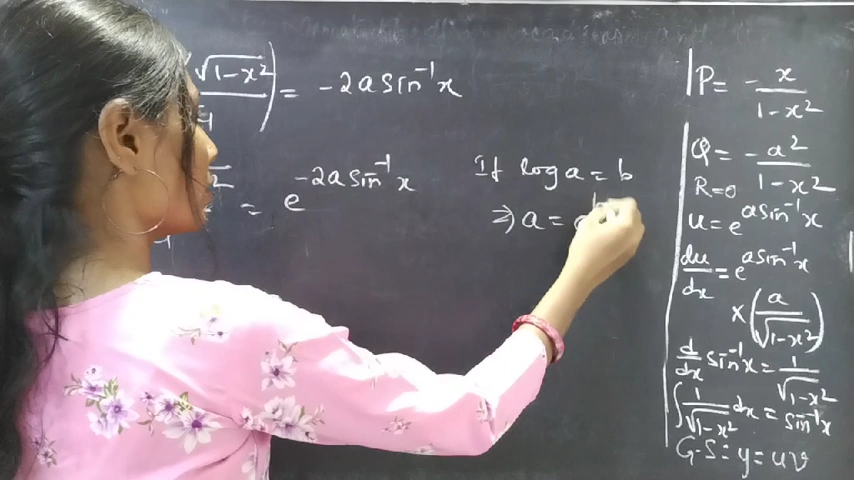 √1-x² / = -2a sin⁻¹x
= e^(-2a sin⁻¹x)
If log a = b
⇒ a = e^b
P = - x/(1-x²)
Q = - a²/(1-x²)
R=0
u = e^(a sin⁻¹x)
du/dx = e^(a sin⁻¹x)
× (a/√1-x²)
d/dx sin⁻¹x = 1/√1-x²
∫ 1/√1-x² dx = sin⁻¹x
G.S = y = uv